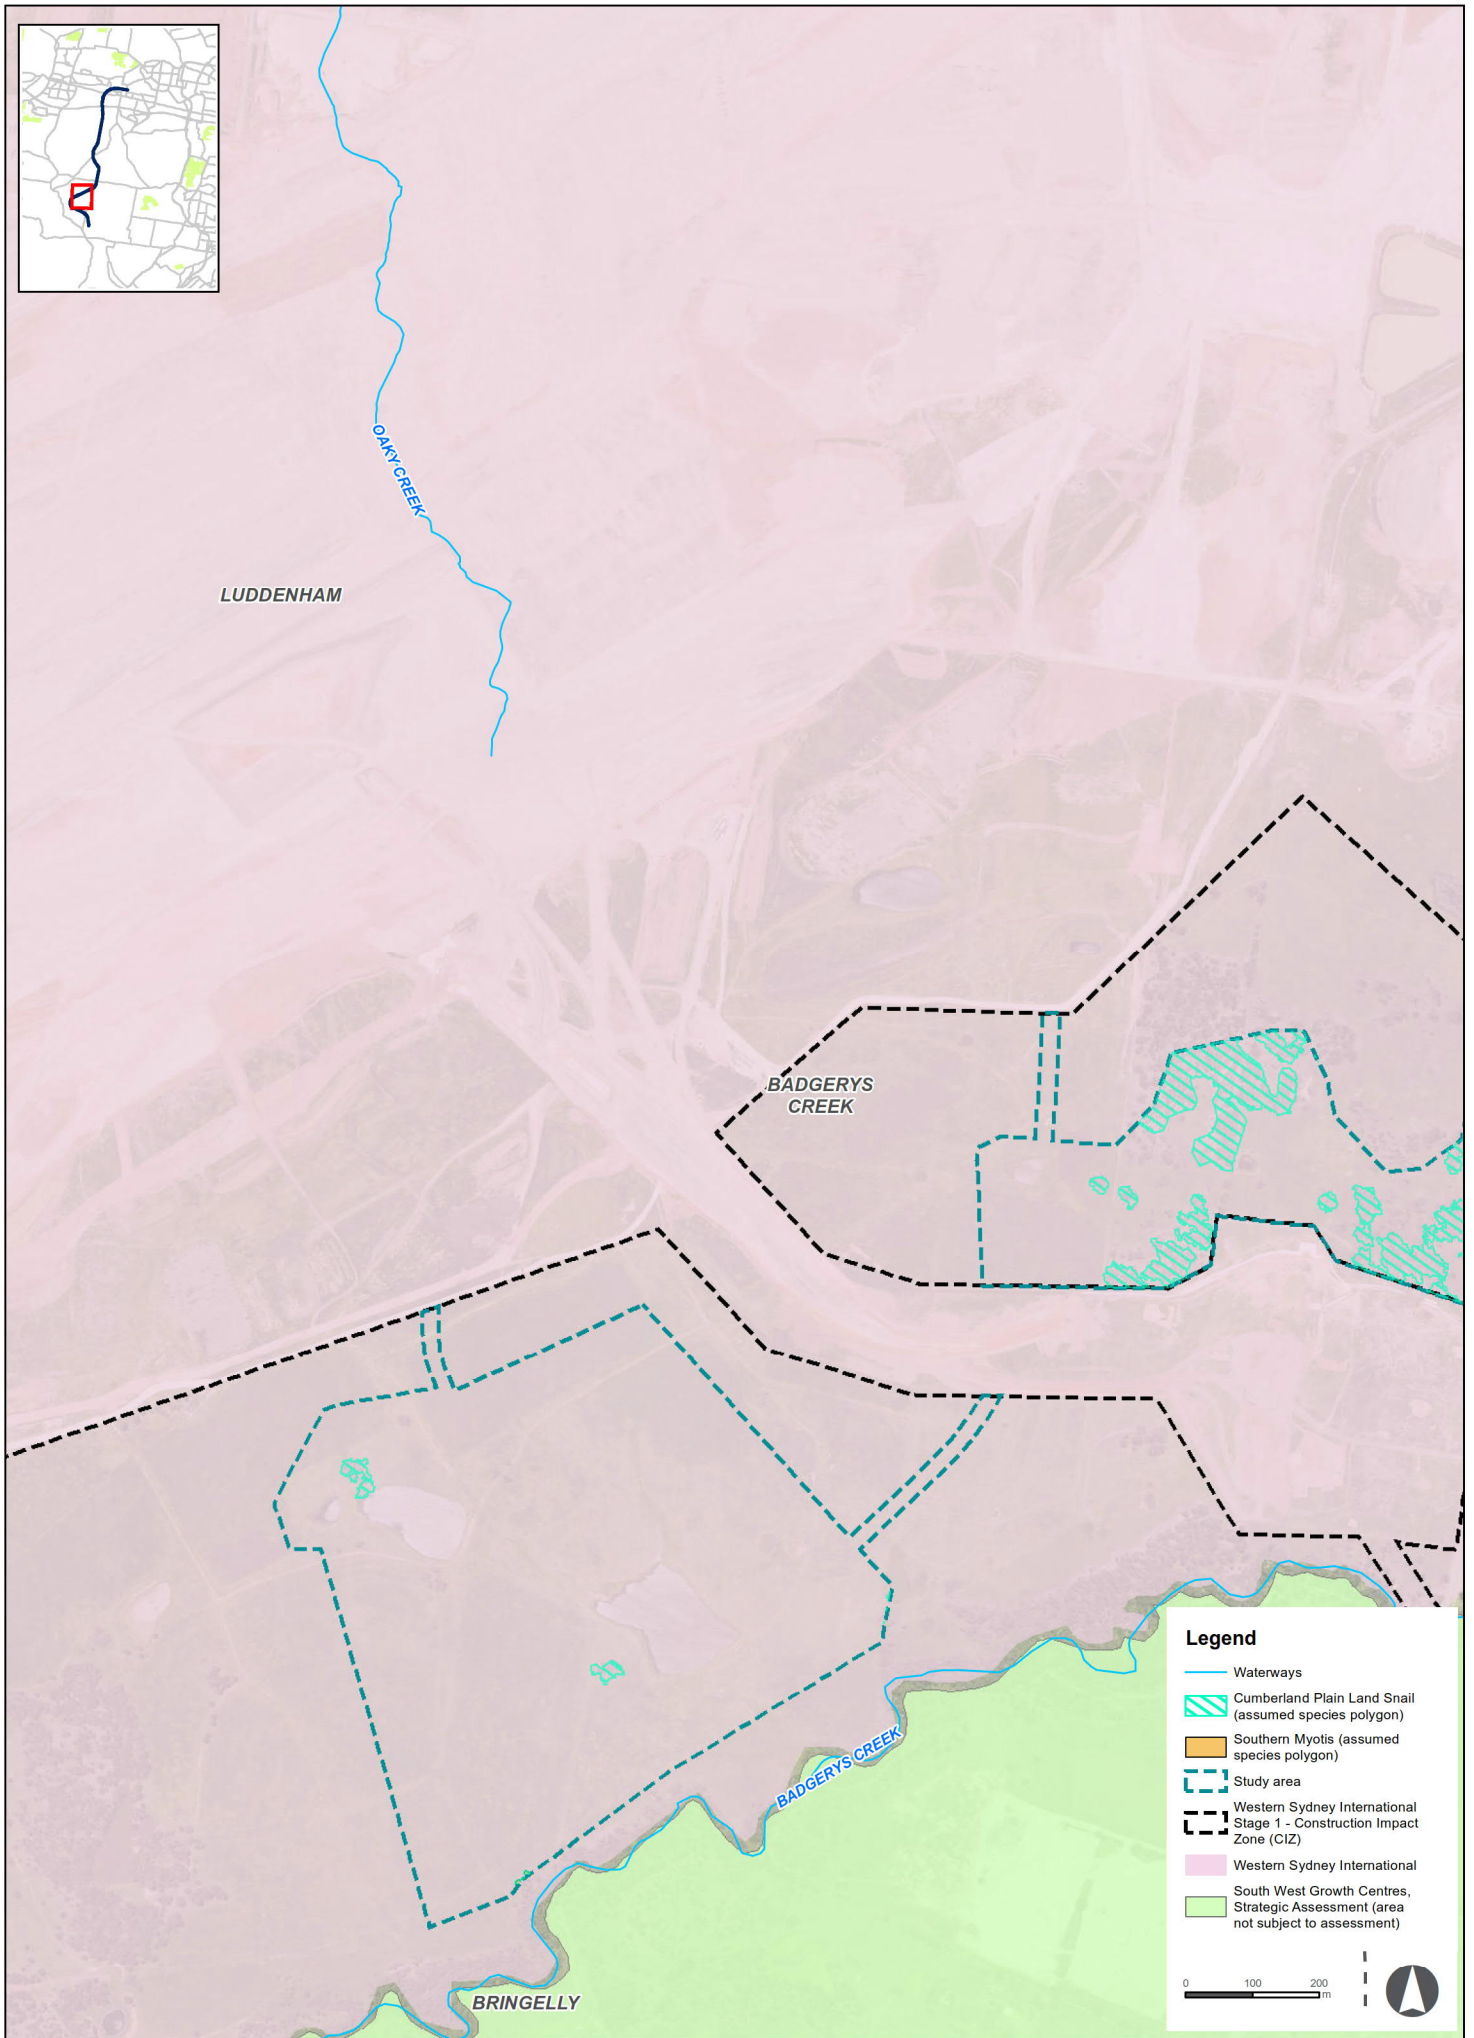 OAKY CREEK
LUDDENHAM
BADGERYS
CREEK
BADGERYS CREEK
BRINGELLY
Legend
Waterways
Cumberland Plain Land Snail
(assumed species polygon)
Southern Myotis (assumed
species polygon)
Study area
Western Sydney International
Stage 1 - Construction Impact
Zone (CIZ)
Western Sydney International
South West Growth Centres,
Strategic Assessment (area
not subject to assessment)
0 100 200
m